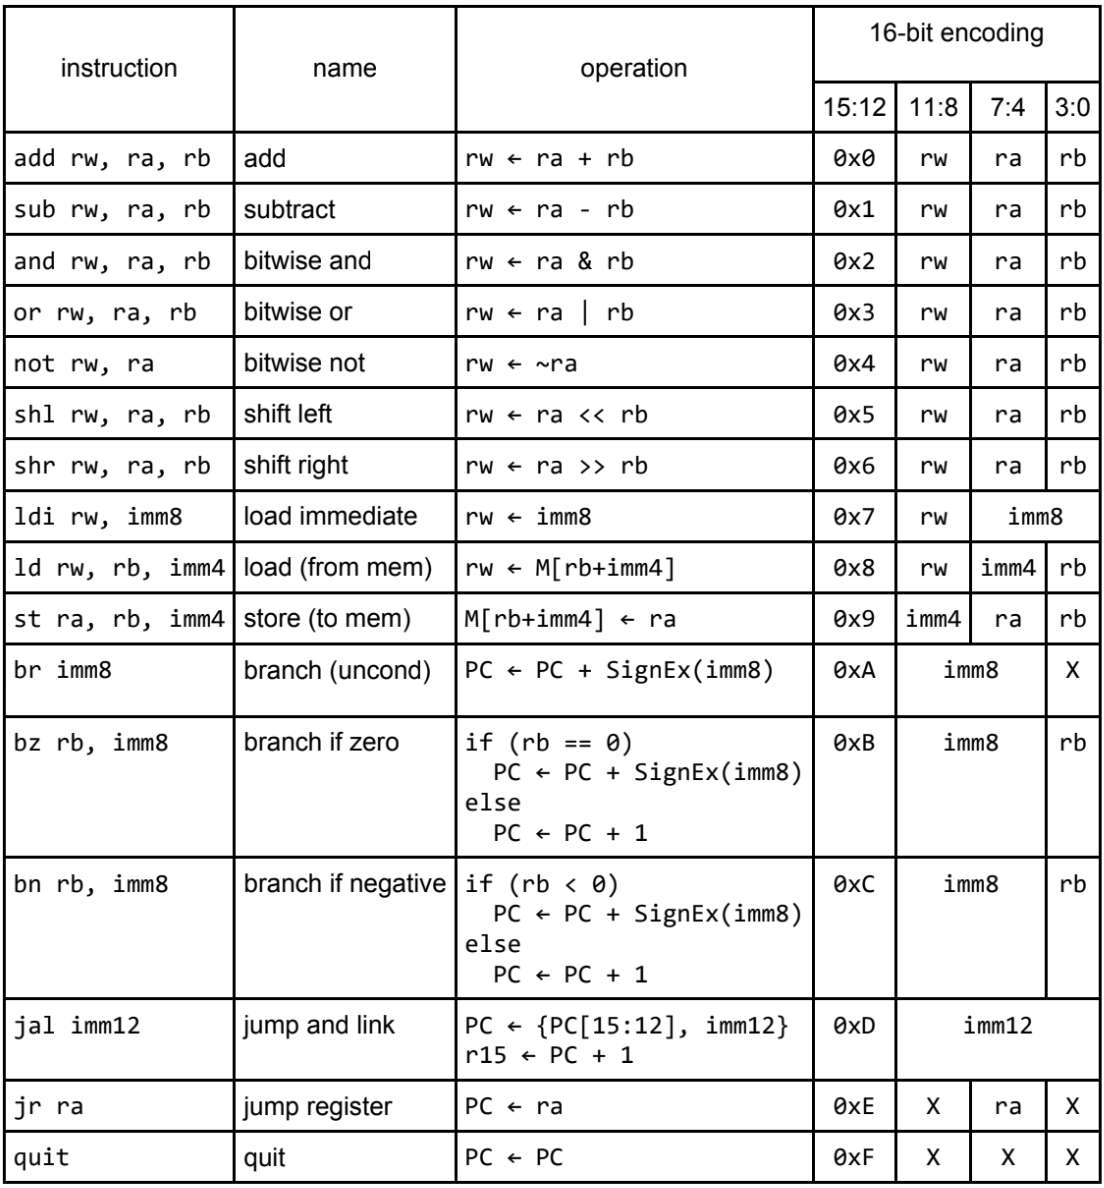 instruction name operation 16-bit encoding
15:12 11:8 7:4 3:0
add rw, ra, rb add rw ← ra + rb 0x0 rw ra rb
sub rw, ra, rb subtract rw ← ra - rb 0x1 rw ra rb
and rw, ra, rb bitwise and rw ← ra & rb 0x2 rw ra rb
or rw, ra, rb bitwise or rw ← ra | rb 0x3 rw ra rb
not rw, ra bitwise not rw ← ~ra 0x4 rw ra rb
shl rw, ra, rb shift left rw ← ra << rb 0x5 rw ra rb
shr rw, ra, rb shift right rw ← ra >> rb 0x6 rw ra rb
ldi rw, imm8 load immediate rw ← imm8 0x7 rw imm8
ld rw, rb, imm4 load (from mem) rw ← M[rb+imm4] 0x8 rw imm4 rb
st ra, rb, imm4 store (to mem) M[rb+imm4] ← ra 0x9 imm4 ra rb
br imm8 branch (uncond) PC ← PC + SignEx(imm8) 0xA imm8 X
bz rb, imm8 branch if zero if (rb == 0) 0xB imm8 rb
PC ← PC + SignEx(imm8)
else
PC ← PC + 1
bn rb, imm8 branch if negative if (rb < 0) 0xC imm8 rb
PC ← PC + SignEx(imm8)
else
PC ← PC + 1
jal imm12 jump and link PC ← {PC[15:12], imm12} 0xD imm12
r15 ← PC + 1
jr ra jump register PC ← ra 0xE X ra X
quit quit PC ← PC 0xF X X X